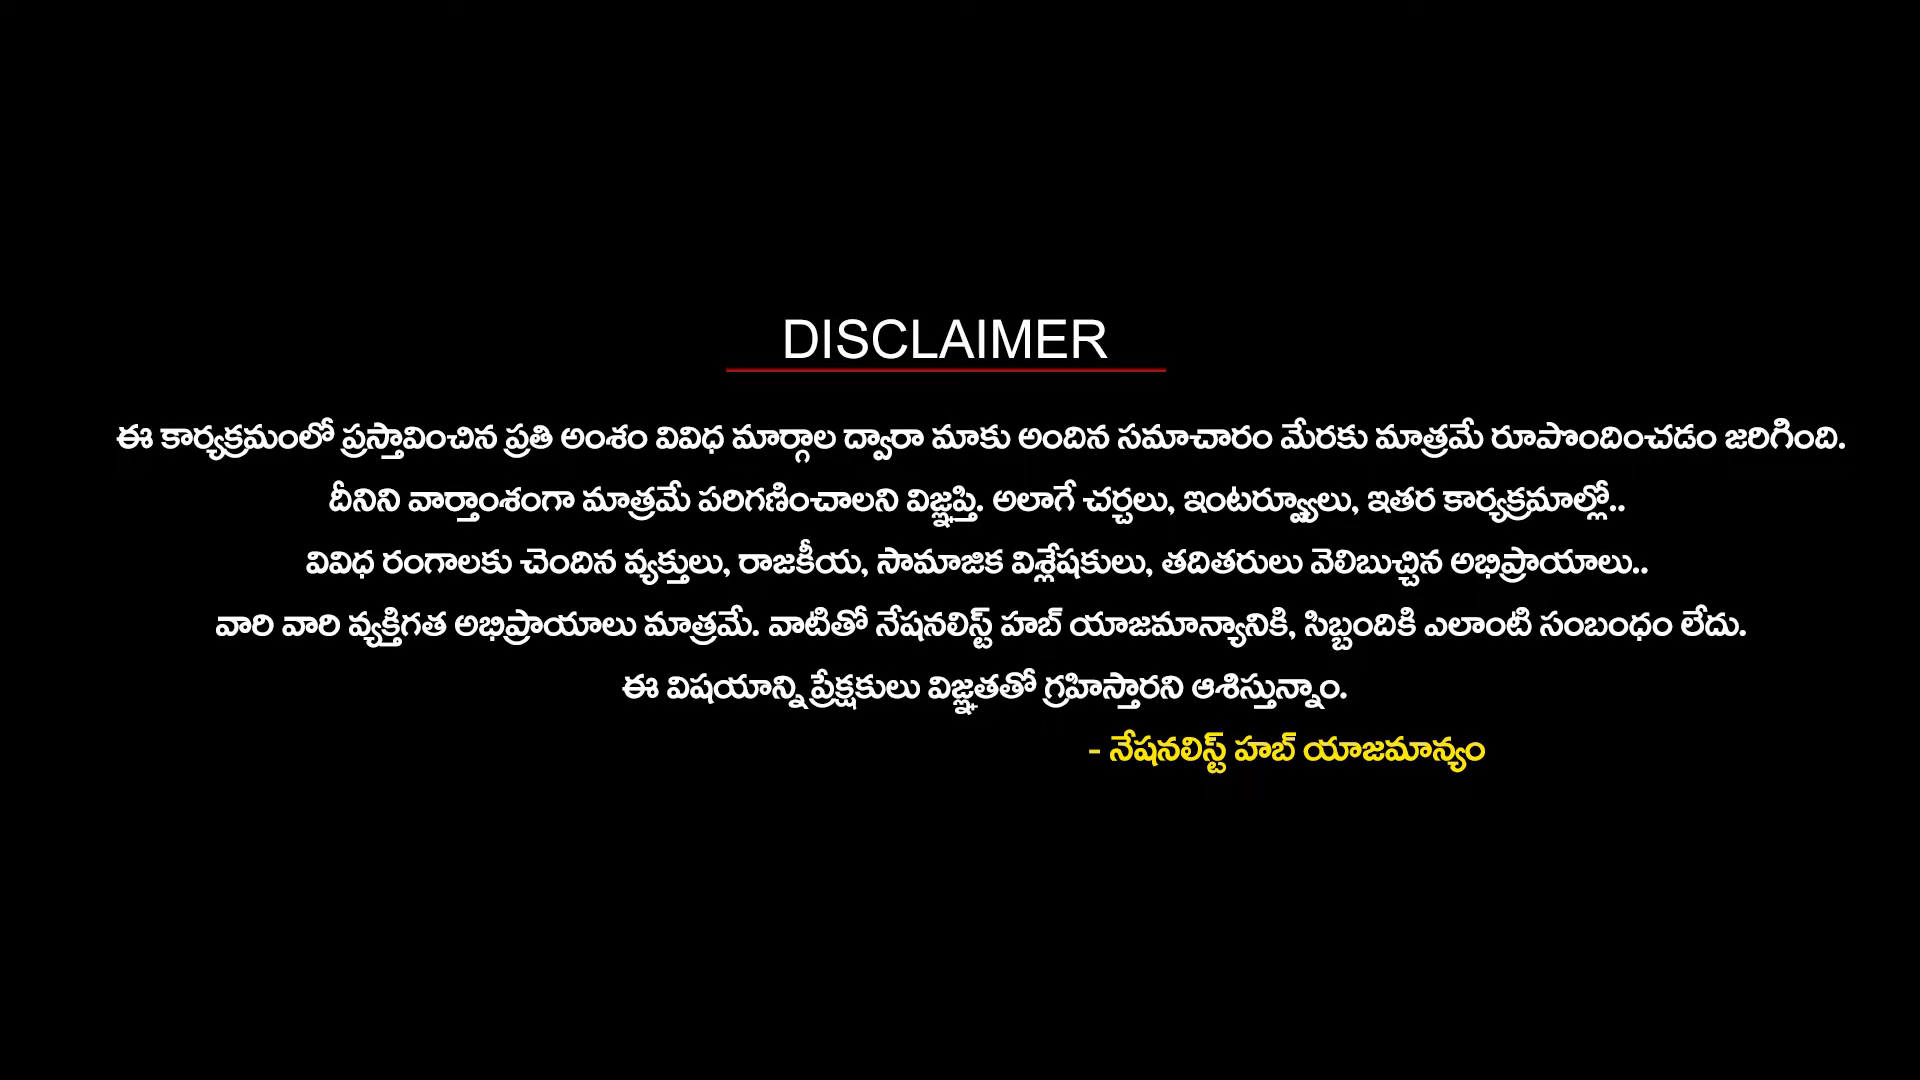 DISCLAIMER
ఈ కార్యక్రమంలో ప్రస్తావించిన ప్రతి అంశం వివిధ మార్గాల ద్వారా మాకు అందిన సమాచారం మేరకు మాత్రమే రూపొందించడం జరిగింది.
దీనిని వార్తాంశంగా మాత్రమే పరిగణించాలని విజ్ఞప్తి. అలాగే చర్చలు, ఇంటర్వ్యూలు, ఇతర కార్యక్రమాల్లో..
వివిధ రంగాలకు చెందిన వ్యక్తులు, రాజకీయ, సామాజిక విశ్లేషకులు, తదితరులు వెలిబుచ్చిన అభిప్రాయాలు..
వారి వారి వ్యక్తిగత అభిప్రాయాలు మాత్రమే. వాటితో నేషనలిస్ట్ హబ్ యాజమాన్యానికి, సిబ్బందికి ఎలాంటి సంబంధం లేదు.
ఈ విషయాన్ని ప్రేక్షకులు విజ్ఞతతో గ్రహిస్తారని ఆశిస్తున్నాం.
- నేషనలిస్ట్ హబ్ యాజమాన్యం